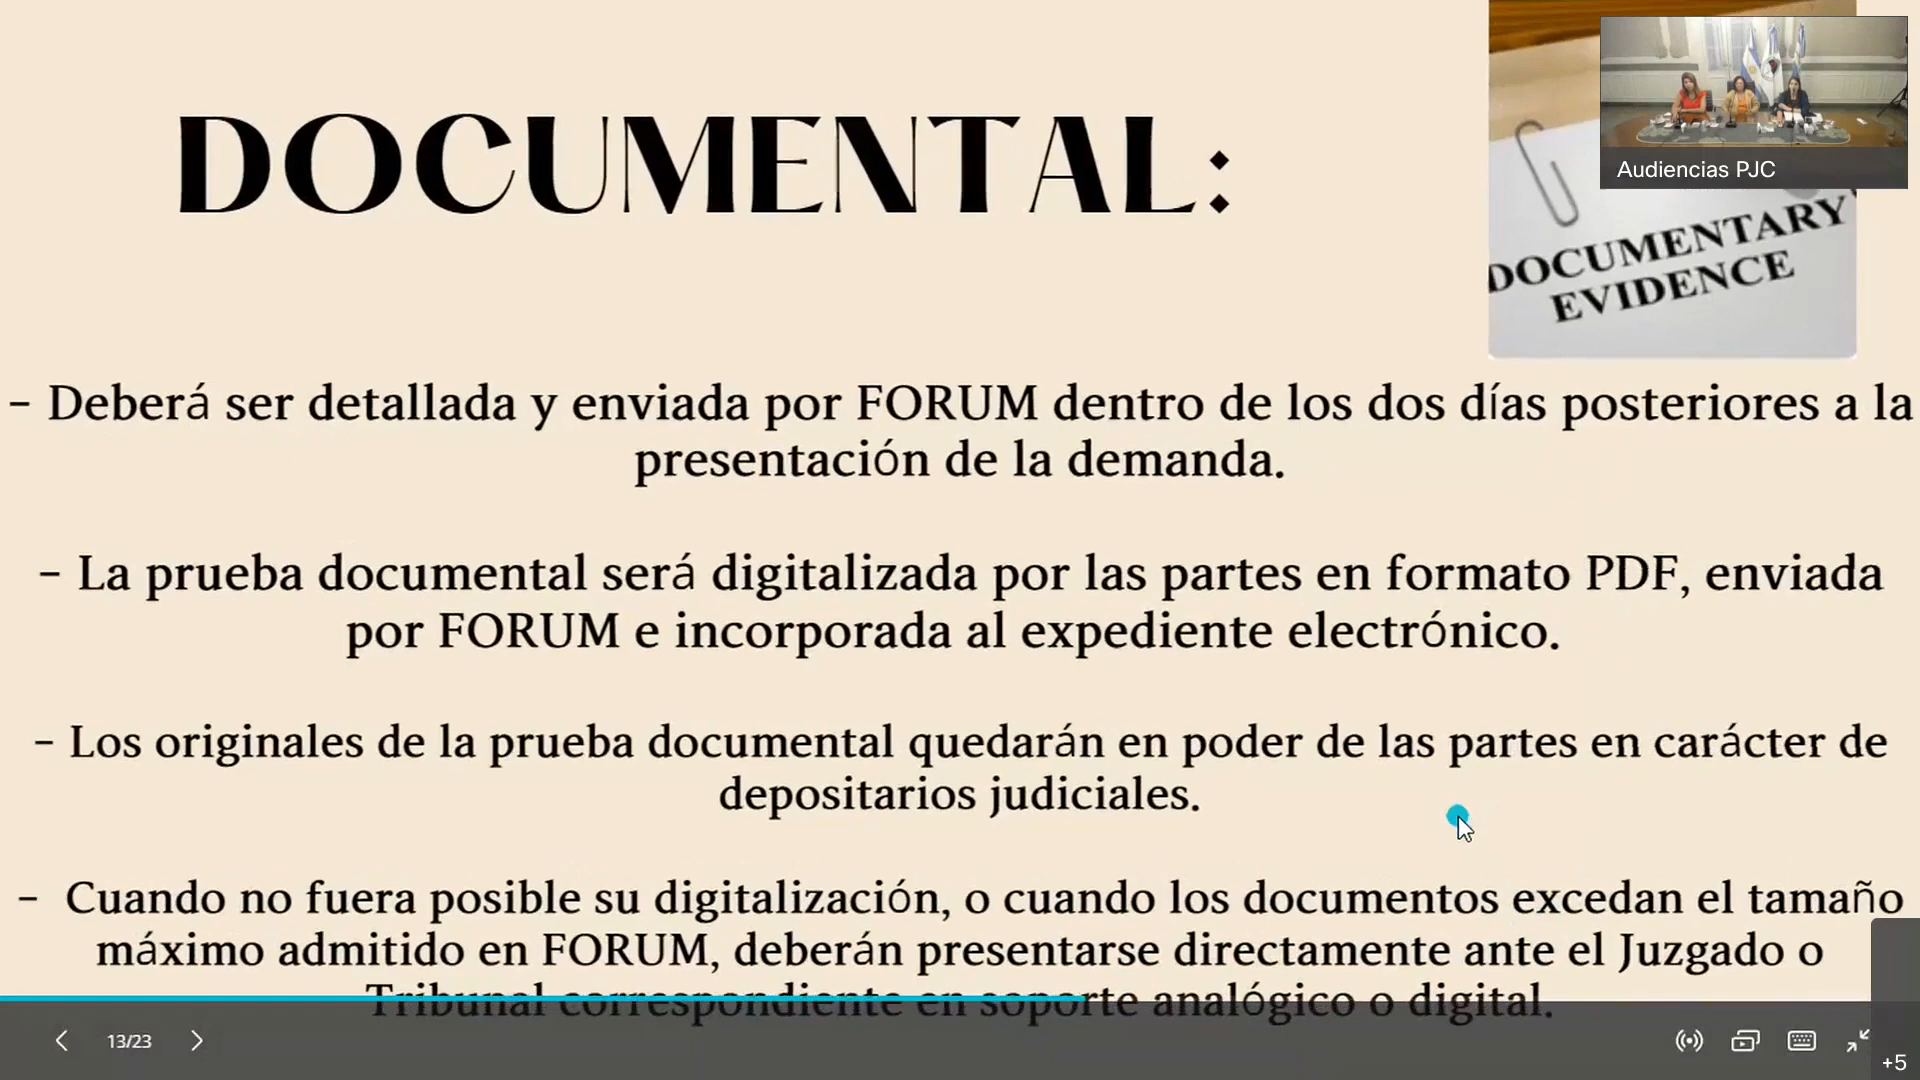 DOCUMENTAL:
Audiencias PJC
DOCUMENTARY
EVIDENCE
- Deberá ser detallada y enviada por FORUM dentro de los dos días posteriores a la
presentación de la demanda.
- La prueba documental será digitalizada por las partes en formato PDF, enviada
por FORUM e incorporada al expediente electrónico.
- Los originales de la prueba documental quedarán en poder de las partes en carácter de
depositarios judiciales.
- Cuando no fuera posible su digitalización, o cuando los documentos excedan el tamaño
máximo admitido en FORUM, deberán presentarse directamente ante el Juzgado o
Tribunal correspondiente en soporte analógico o digital.
13/23
+5